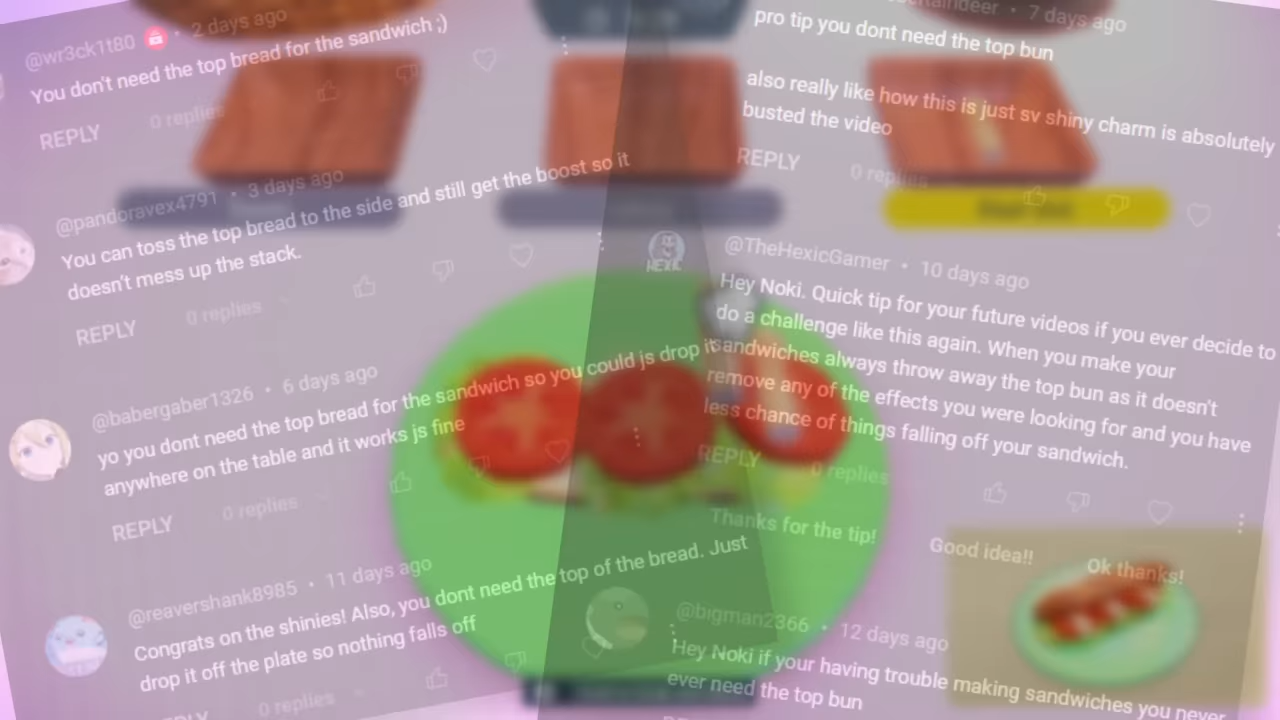 @wr3ck1t80 • 2 days ago
You don't need the top bread for the sandwich ;)
REPLY 0 replies
@pandoravex4791 • 3 days ago
You can toss the top bread to the side and still get the boost so it
doesn't mess up the stack.
REPLY 0 replies
@babergaber1326 • 6 days ago
yo you dont need the top bread for the sandwich so you could js drop it
anywhere on the table and it works js fine
REPLY 0 replies
@reavershank8985 • 11 days ago
Congrats on the shinies! Also, you dont need the top of the bread. Just
drop it off the plate so nothing falls off
0 replies
• 7 days ago
pro tip you dont need the top bun
also really like how this is just sv shiny charm is absolutely
busted the video
REPLY 0 replies
HEXIC
@TheHexicGamer • 10 days ago
Hey Noki. Quick tip for your future videos if you ever decide to
do a challenge like this again. When you make your
sandwiches always throw away the top bun as it doesn't
remove any of the effects you were looking for and you have
less chance of things falling off your sandwich.
REPLY 0 replies
Thanks for the tip! Good idea!! Ok thanks!
@bigman2366 • 12 days ago
Hey Noki if your having trouble making sandwiches you never
ever need the top bun